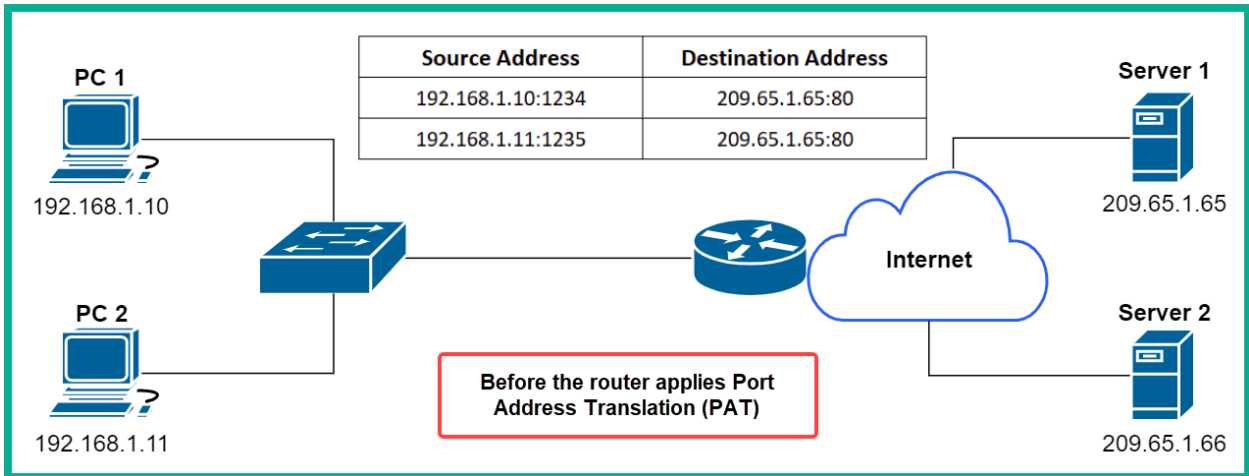 PC 1
192.168.1.10
Source Address Destination Address
192.168.1.10:1234 209.65.1.65:80
192.168.1.11:1235 209.65.1.65:80
Server 1
209.65.1.65
Internet
PC 2
192.168.1.11
Before the router applies Port
Address Translation (PAT)
Server 2
209.65.1.66